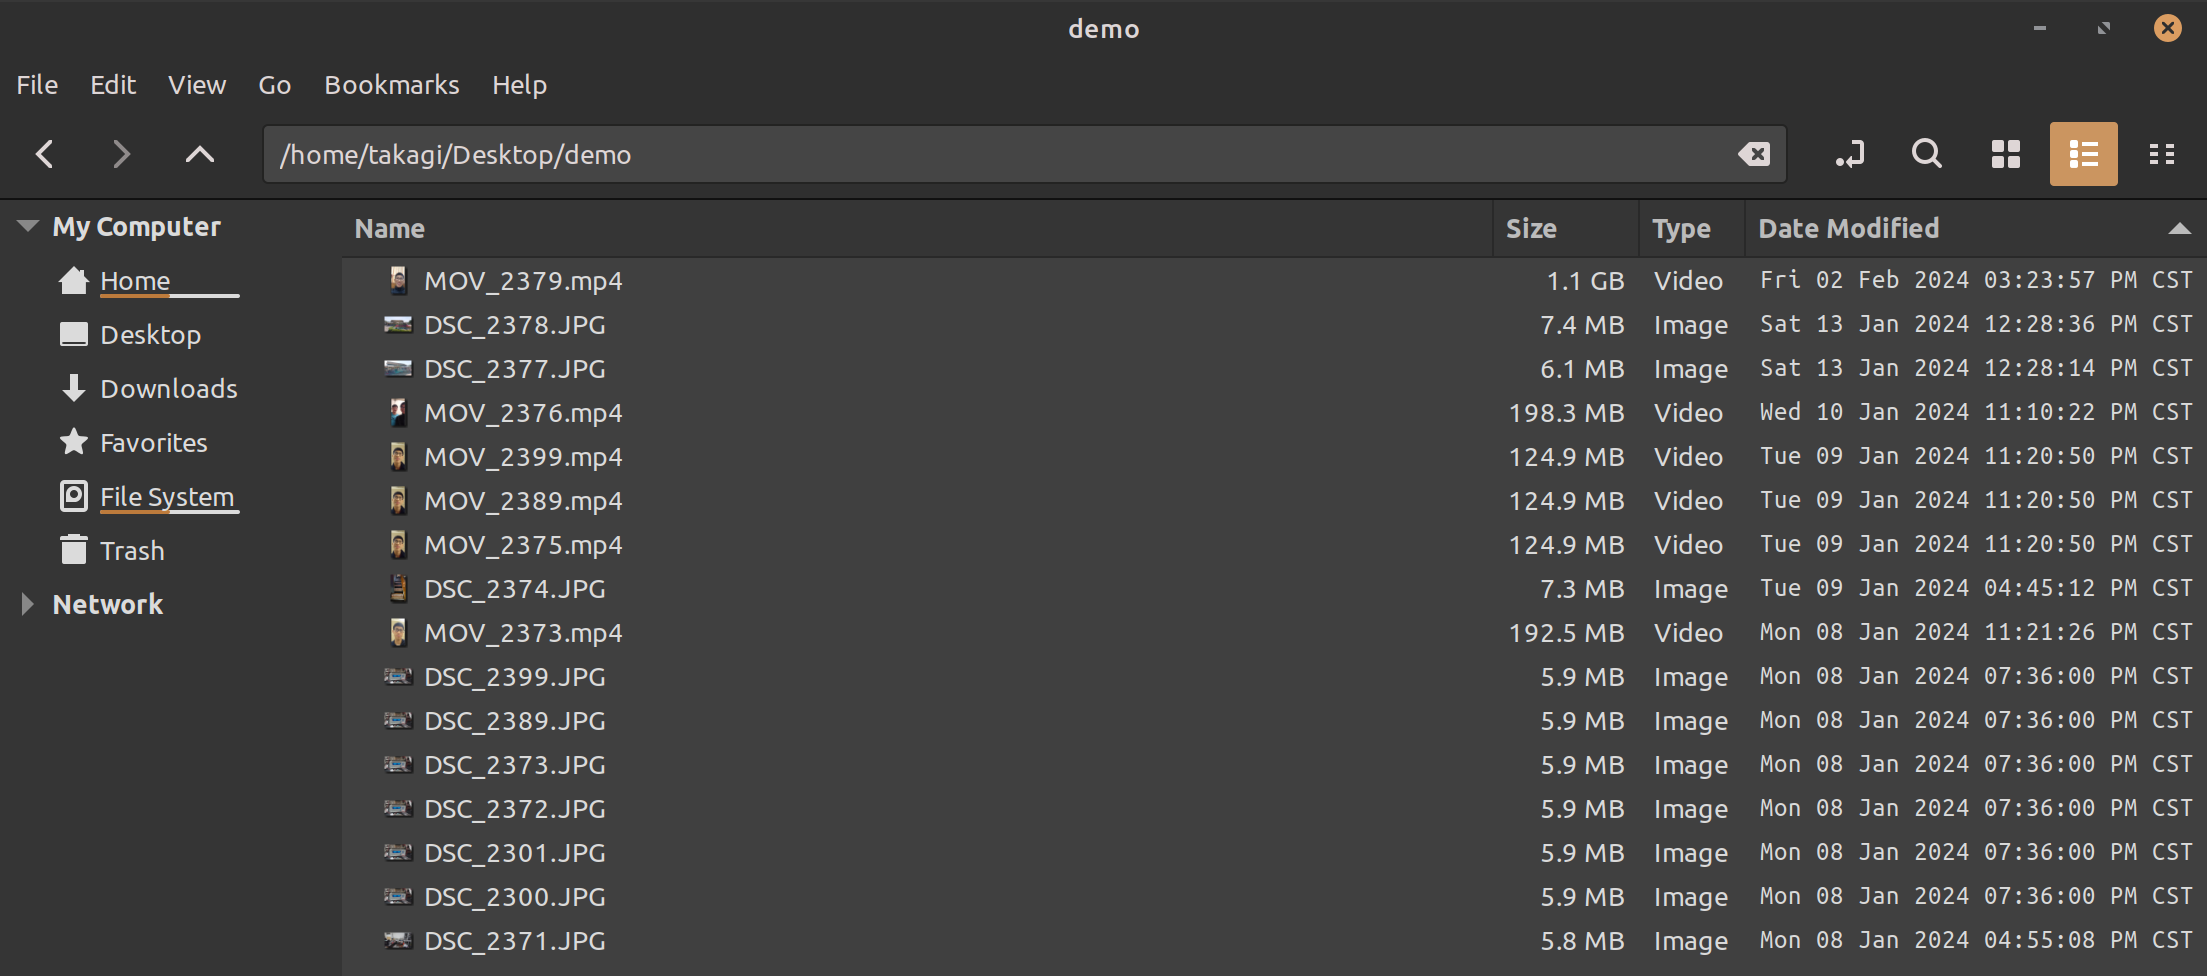 demo
File Edit View Go Bookmarks Help
/home/takagi/Desktop/demo
My Computer
Home
Desktop
Downloads
Favorites
File System
Trash
Network
Name Size Type Date Modified
MOV_2379.mp4 1.1 GB Video Fri 02 Feb 2024 03:23:57 PM CST
DSC_2378.JPG 7.4 MB Image Sat 13 Jan 2024 12:28:36 PM CST
DSC_2377.JPG 6.1 MB Image Sat 13 Jan 2024 12:28:14 PM CST
MOV_2376.mp4 198.3 MB Video Wed 10 Jan 2024 11:10:22 PM CST
MOV_2399.mp4 124.9 MB Video Tue 09 Jan 2024 11:20:50 PM CST
MOV_2389.mp4 124.9 MB Video Tue 09 Jan 2024 11:20:50 PM CST
MOV_2375.mp4 124.9 MB Video Tue 09 Jan 2024 11:20:50 PM CST
DSC_2374.JPG 7.3 MB Image Tue 09 Jan 2024 04:45:12 PM CST
MOV_2373.mp4 192.5 MB Video Mon 08 Jan 2024 11:21:26 PM CST
DSC_2399.JPG 5.9 MB Image Mon 08 Jan 2024 07:36:00 PM CST
DSC_2389.JPG 5.9 MB Image Mon 08 Jan 2024 07:36:00 PM CST
DSC_2373.JPG 5.9 MB Image Mon 08 Jan 2024 07:36:00 PM CST
DSC_2372.JPG 5.9 MB Image Mon 08 Jan 2024 07:36:00 PM CST
DSC_2301.JPG 5.9 MB Image Mon 08 Jan 2024 07:36:00 PM CST
DSC_2300.JPG 5.9 MB Image Mon 08 Jan 2024 07:36:00 PM CST
DSC_2371.JPG 5.8 MB Image Mon 08 Jan 2024 04:55:08 PM CST